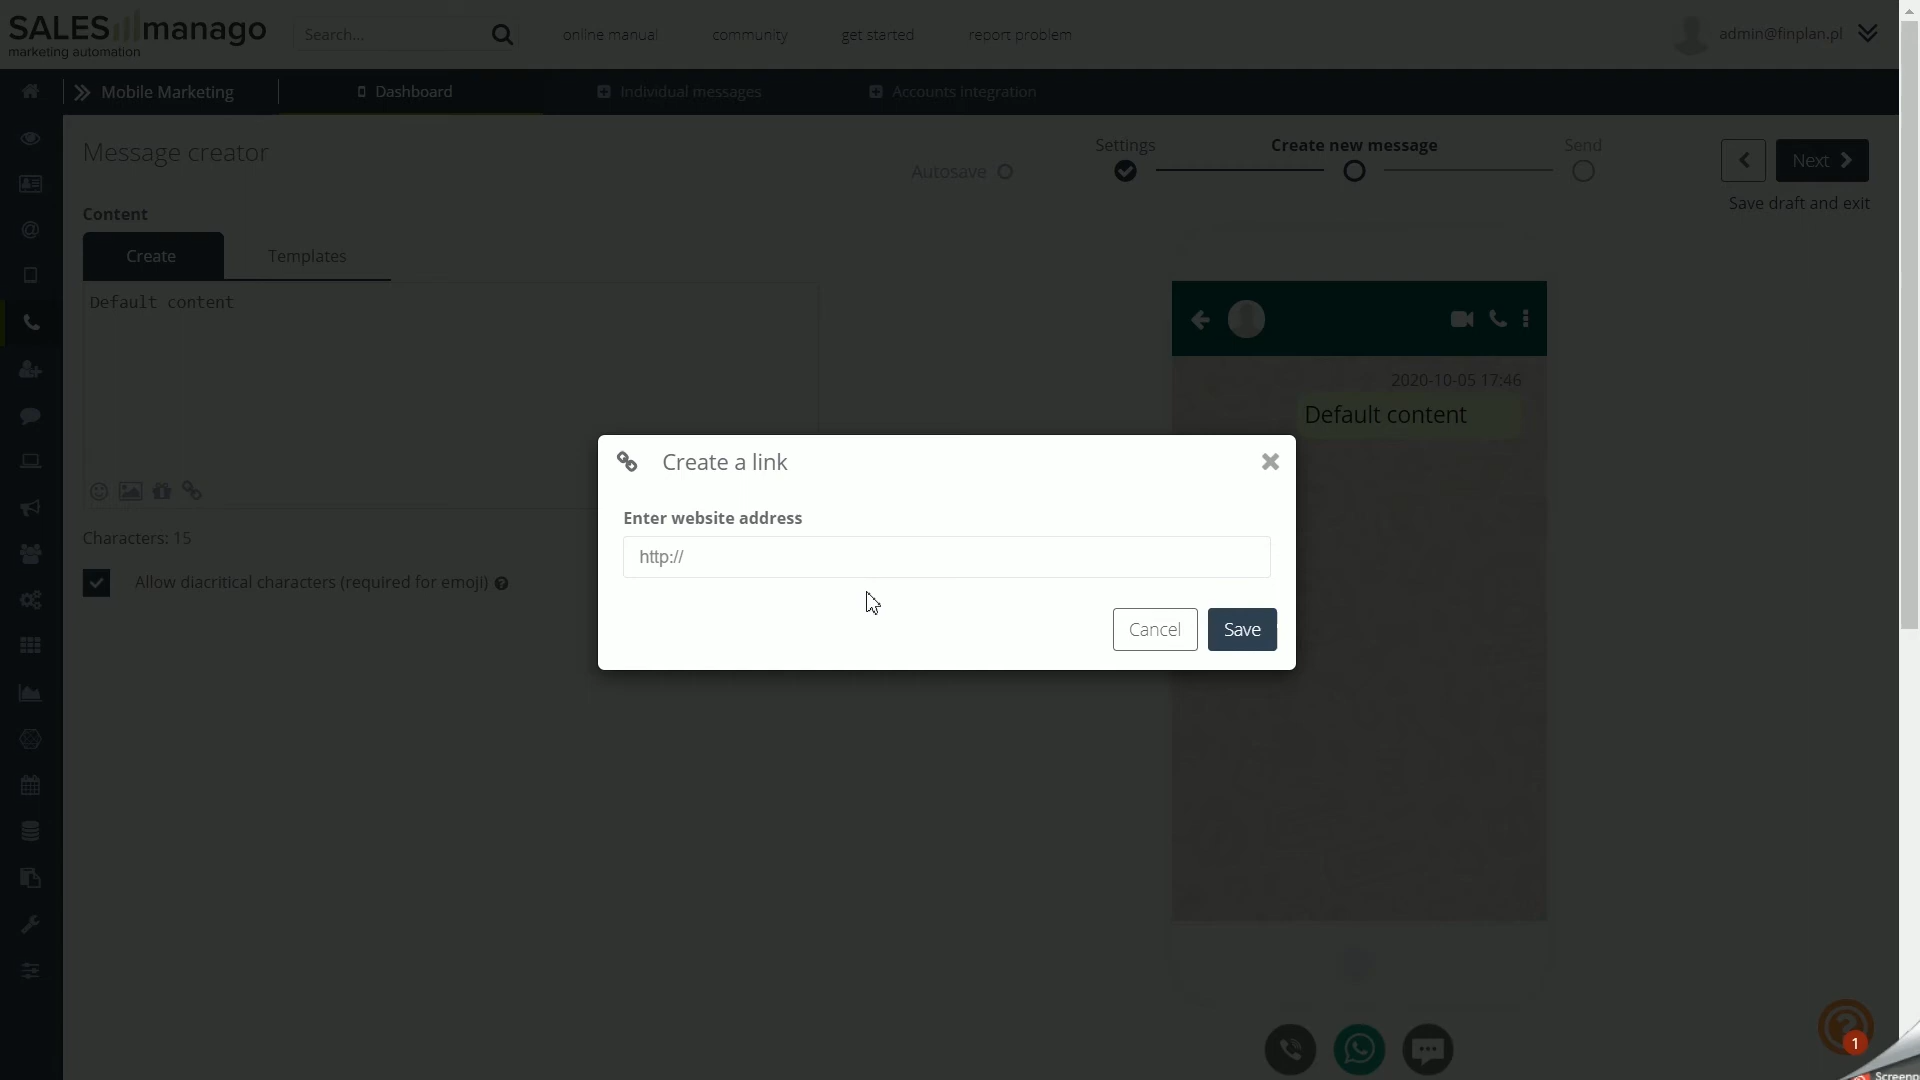 SALES manago
marketing automation
Search...
online manual
community
get started
report problem
admin@finplan.pl
Mobile Marketing
Dashboard
Individual messages
Accounts integration
Message creator
Autosave
Settings
Create new message
Send
Next
Save draft and exit
Content
Create
Templates
Default content
2020-10-05 17:46
Default content
Create a link
Enter website address
http://
Cancel
Save
Characters: 15
Allow diacritical characters (required for emoji)
1